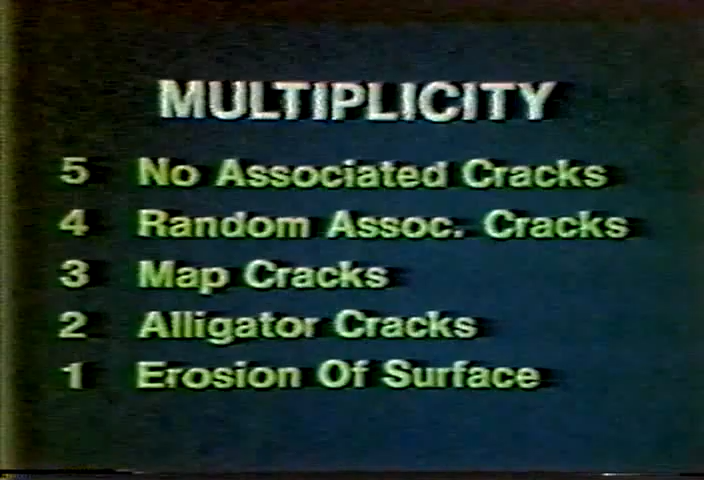 MULTIPLICITY
5 No Associated Cracks
4 Random Assoc. Cracks
3 Map Cracks
2 Alligator Cracks
1 Erosion Of Surface